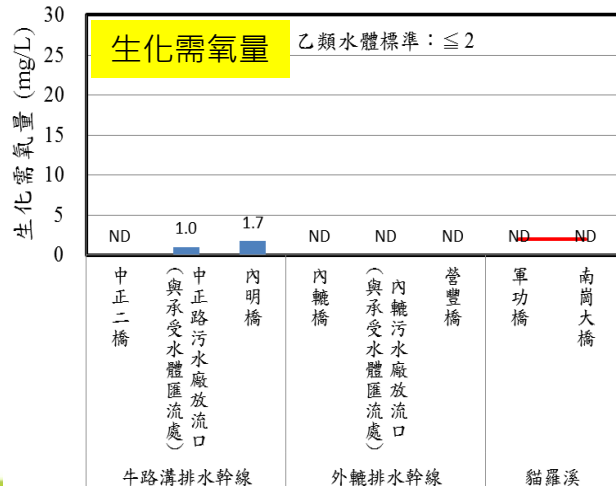 生化需氧量
乙類水體標準：≦2
生化需氧量 (mg/L)
30
25
20
15
10
5
0
ND
1.0
1.7
ND
ND
ND
ND
ND
中正二橋
中正路污水廠放流口
(與承受水體匯流處)
內明橋
內轆橋
內轆污水廠放流口
(與承受水體匯流處)
營豐橋
軍功橋
南崗大橋
牛路溝排水幹線
外轆排水幹線
貓羅溪